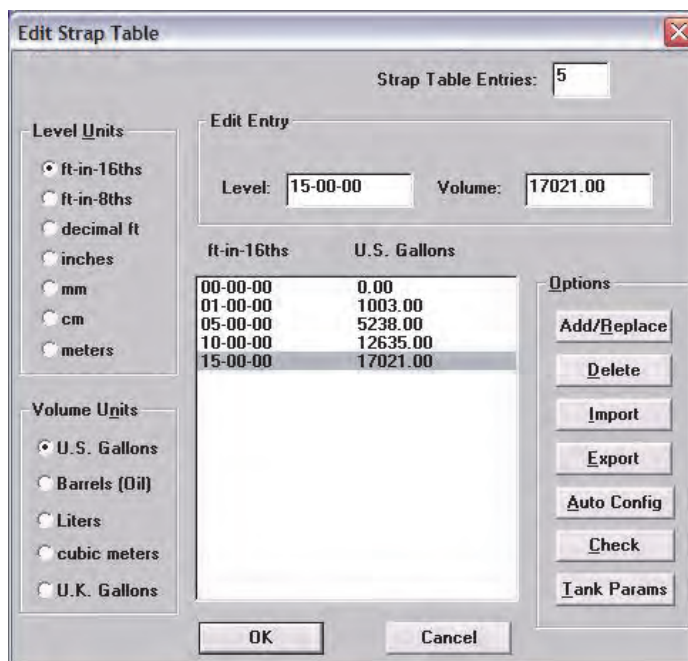 Edit Strap Table
Strap Table Entries: 5
Level Units
ft-in-16ths
ft-in-8ths
decimal ft
inches
mm
cm
meters
Edit Entry
Level: 15-00-00 Volume: 17021.00
ft-in-16ths U.S. Gallons
00-00-00 0.00
01-00-00 1003.00
05-00-00 5238.00
10-00-00 12635.00
15-00-00 17021.00
Volume Units
U.S. Gallons
Barrels (Oil)
Liters
cubic meters
U.K. Gallons
Options
Add/Replace
Delete
Import
Export
Auto Config
Check
Tank Params
OK Cancel